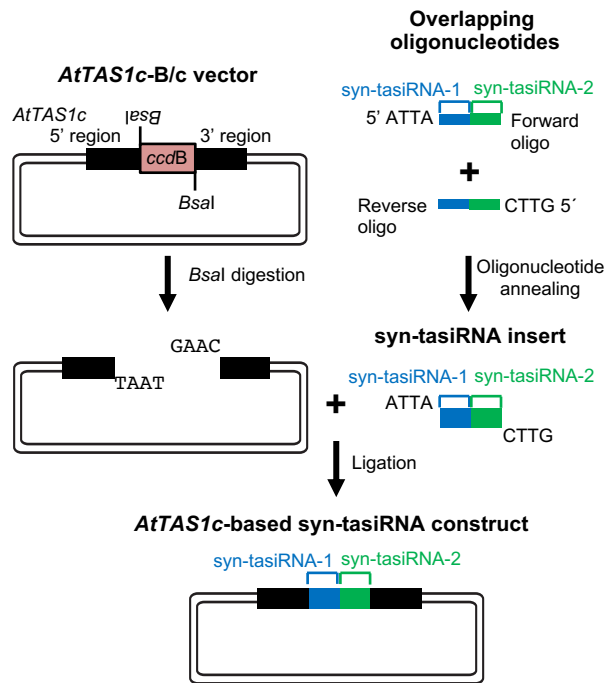 Overlapping
oligonucleotides
AtTAS1c-B/c vector
syn-tasiRNA-1 syn-tasiRNA-2
AtTAS1c
BsaI
5' region
3' region
5' ATTA
Forward
oligo
ccdB
+
BsaI
Reverse
oligo
CTTG 5´
BsaI digestion
Oligonucleotide
annealing
syn-tasiRNA insert
GAAC
TAAT
syn-tasiRNA-1 syn-tasiRNA-2
ATTA
+
CTTG
Ligation
AtTAS1c-based syn-tasiRNA construct
syn-tasiRNA-1 syn-tasiRNA-2